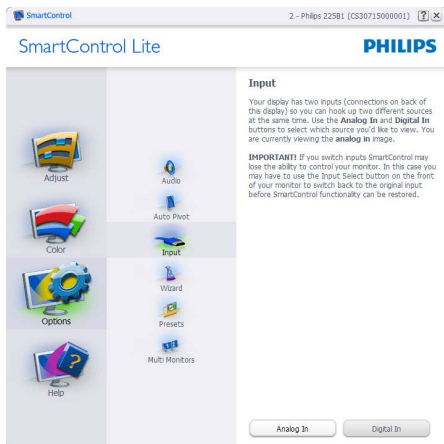 SmartControl
2 - Philips 225B1 (CS30715000001)
?
SmartControl Lite
PHILIPS
Adjust
Color
Options
Help
Audio
Auto Pivot
Input
Wizard
Presets
Multi Monitors
Input
Your display has two inputs (connections on back of
this display) so you can hook up two different sources
at the same time. Use the Analog In and Digital In
buttons to select which source you'd like to view. You
are currently viewing the analog in image.
IMPORTANT! If you switch inputs SmartControl may
lose the ability to control your monitor. In this case you
may have to use the Input Select button on the front
of your monitor to switch back to the original input
before SmartControl functionality can be restored.
Analog In
Digital In